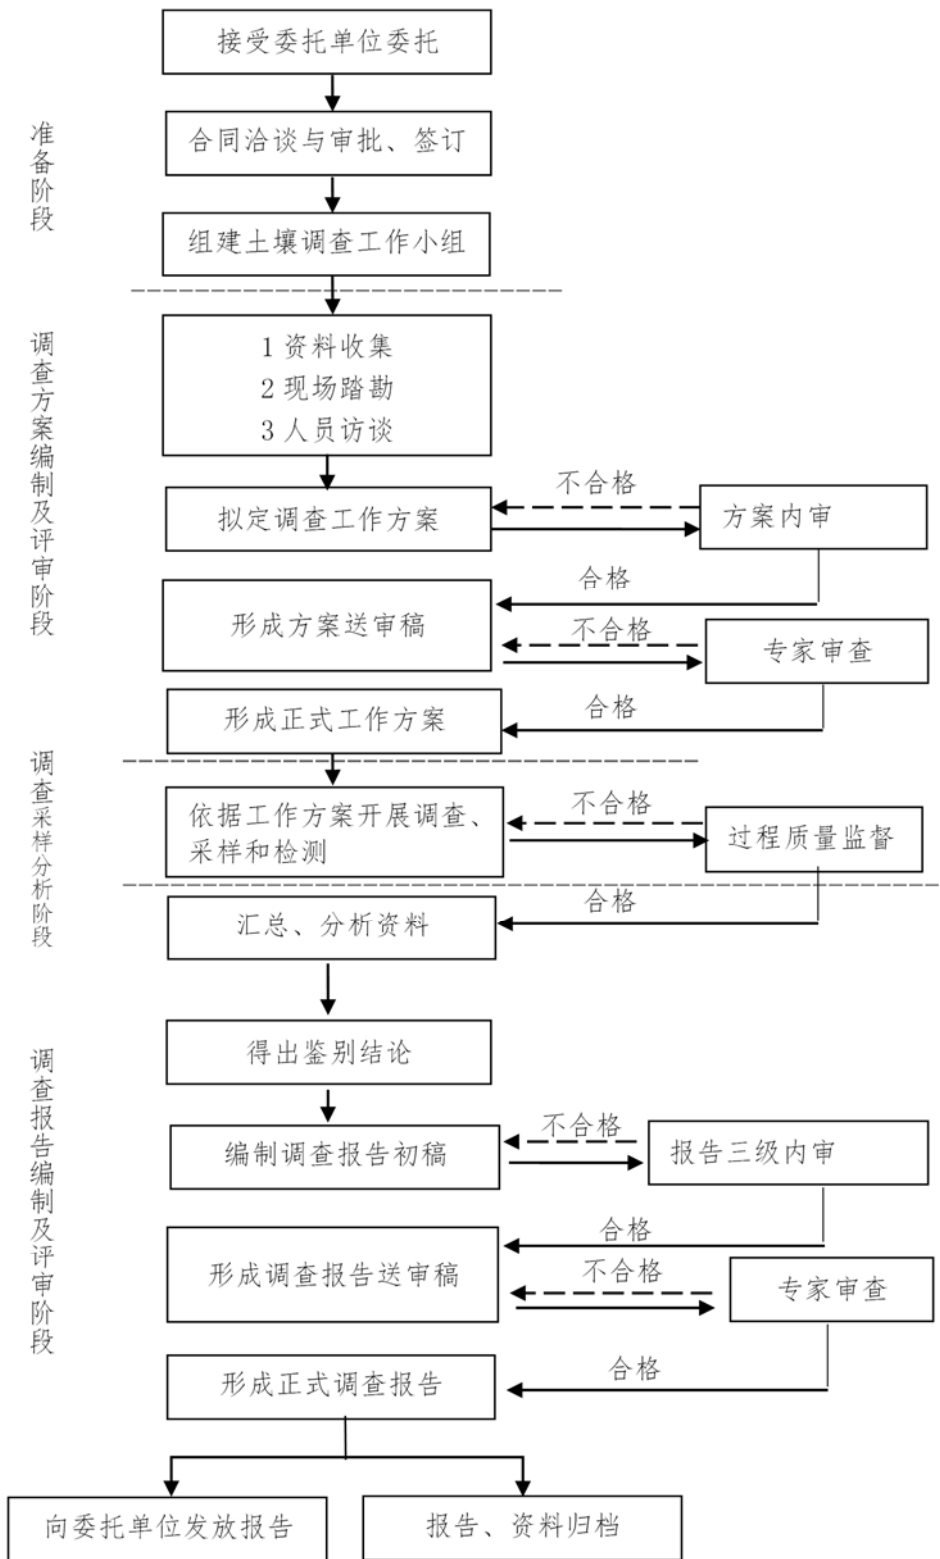 接受委托单位委托
准备阶段
合同洽谈与审批、签订
组建土壤调查工作小组
调查方案编制及评审阶段
1 资料收集
2 现场踏勘
3 人员访谈
不合格
拟定调查工作方案
方案内审
合格
形成方案送审稿
不合格
专家审查
合格
形成正式工作方案
调查采样分析阶段
不合格
依据工作方案开展调查、
采样和检测
过程质量监督
合格
汇总、分析资料
得出鉴别结论
调查报告编制及评审阶段
不合格
编制调查报告初稿
报告三级内审
合格
形成调查报告送审稿
不合格
专家审查
合格
形成正式调查报告
向委托单位发放报告
报告、资料归档